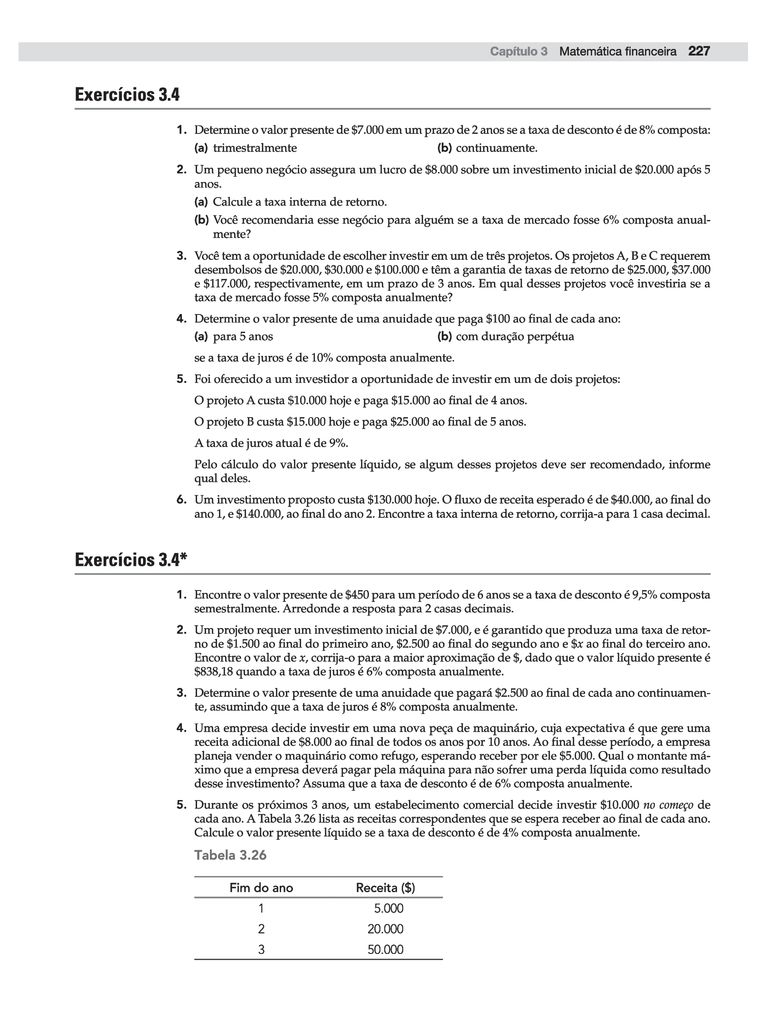 Capítulo 3 Matemática financeira 227
Exercícios 3.4
1. Determine o valor presente de $7.000 em um prazo de 2 anos se a taxa de desconto é de 8% composta:
(a) trimestralmente (b) continuamente.
2. Um pequeno negócio assegura um lucro de $8.000 sobre um investimento inicial de $20.000 após 5
anos.
(a) Calcule a taxa interna de retorno.
(b) Você recomendaria esse negócio para alguém se a taxa de mercado fosse 6% composta anual-
mente?
3. Você tem a oportunidade de escolher investir em um de três projetos. Os projetos A, B e C requerem
desembolsos de $20.000, $30.000 e $100.000 e têm a garantia de taxas de retorno de $25.000, $37.000
e $117.000, respectivamente, em um prazo de 3 anos. Em qual desses projetos você investiria se a
taxa de mercado fosse 5% composta anualmente?
4. Determine o valor presente de uma anuidade que paga $100 ao final de cada ano:
(a) para 5 anos (b) com duração perpétua
se a taxa de juros é de 10% composta anualmente.
5. Foi oferecido a um investidor a oportunidade de investir em um de dois projetos:
O projeto A custa $10.000 hoje e paga $15.000 ao final de 4 anos.
O projeto B custa $15.000 hoje e paga $25.000 ao final de 5 anos.
A taxa de juros atual é de 9%.
Pelo cálculo do valor presente líquido, se algum desses projetos deve ser recomendado, informe
qual deles.
6. Um investimento proposto custa $130.000 hoje. O fluxo de receita esperado é de $40.000, ao final do
ano 1, e $140.000, ao final do ano 2. Encontre a taxa interna de retorno, corrija-a para 1 casa decimal.
Exercícios 3.4*
1. Encontre o valor presente de $450 para um período de 6 anos se a taxa de desconto é 9,5% composta
semestralmente. Arredonde a resposta para 2 casas decimais.
2. Um projeto requer um investimento inicial de $7.000, e é garantido que produza uma taxa de retor-
no de $1.500 ao final do primeiro ano, $2.500 ao final do segundo ano e $x ao final do terceiro ano.
Encontre o valor de x, corrija-o para a maior aproximação de $, dado que o valor líquido presente é
$838,18 quando a taxa de juros é 6% composta anualmente.
3. Determine o valor presente de uma anuidade que pagará $2.500 ao final de cada ano continuamen-
te, assumindo que a taxa de juros é 8% composta anualmente.
4. Uma empresa decide investir em uma nova peça de maquinário, cuja expectativa é que gere uma
receita adicional de $8.000 ao final de todos os anos por 10 anos. Ao final desse período, a empresa
planeja vender o maquinário como refugo, esperando receber por ele $5.000. Qual o montante má-
ximo que a empresa deverá pagar pela máquina para não sofrer uma perda líquida como resultado
desse investimento? Assuma que a taxa de desconto é de 6% composta anualmente.
5. Durante os próximos 3 anos, um estabelecimento comercial decide investir $10.000 no começo de
cada ano. A Tabela 3.26 lista as receitas correspondentes que se espera receber ao final de cada ano.
Calcule o valor presente líquido se a taxa de desconto é de 4% composta anualmente.
Tabela 3.26
Fim do ano Receita ($)
1 5.000
2 20.000
3 50.000